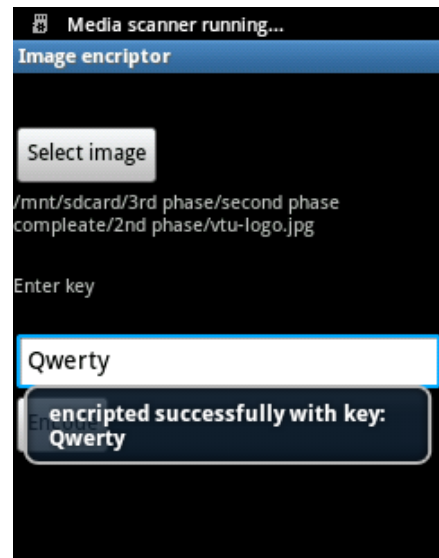 Media scanner running...
Image encriptor
Select image
/mnt/sdcard/3rd phase/second phase
compleate/2nd phase/vtu-logo.jpg
Enter key
Qwerty
Encode
encripted successfully with key:
Qwerty